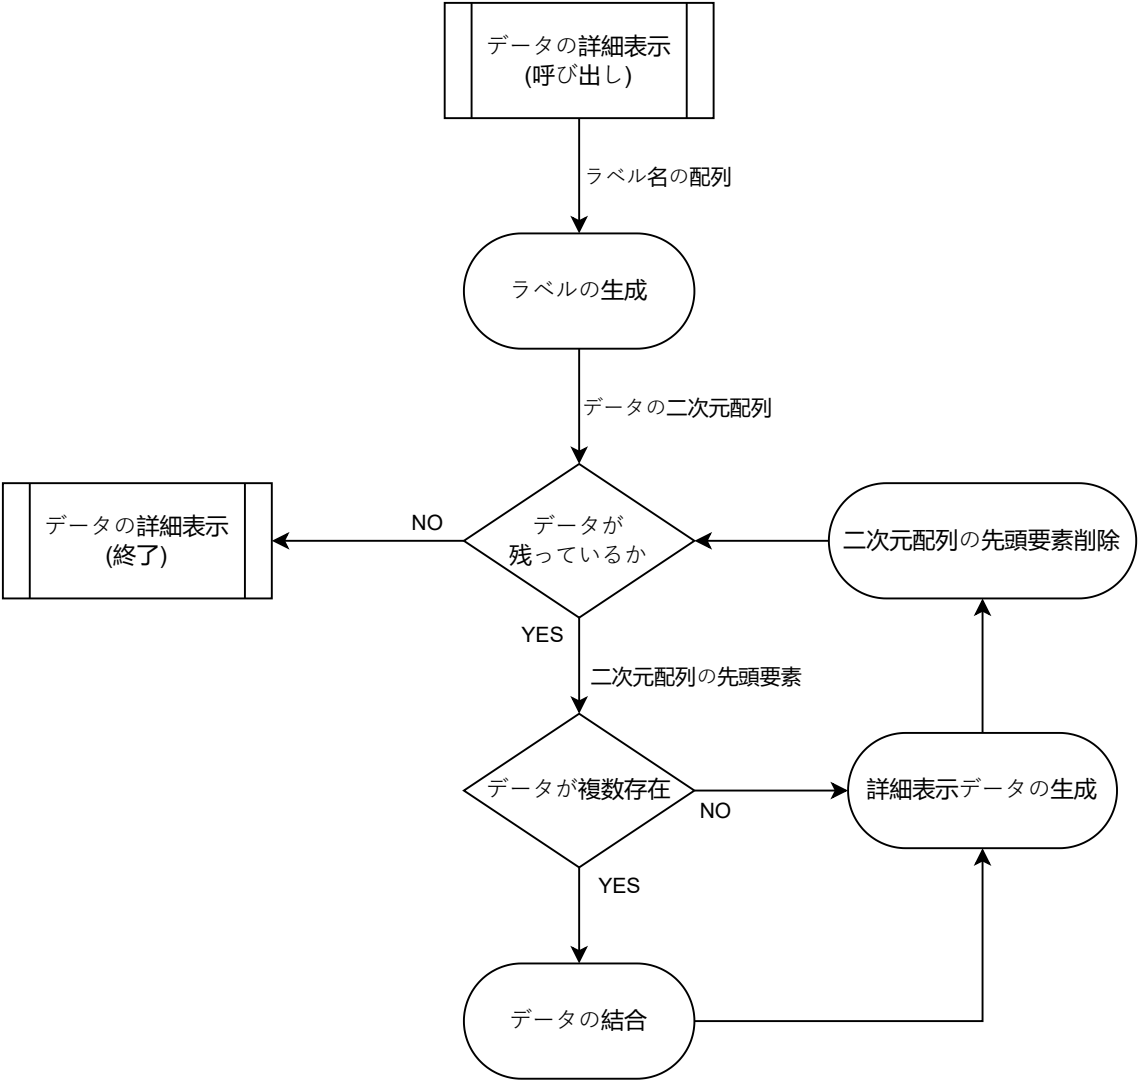 データの詳細表示
(呼び出し)
ラベル名の配列
ラベルの生成
データの二次元配列
データの詳細表示
(終了)
NO
データが
残っているか
二次元配列の先頭要素削除
YES
二次元配列の先頭要素
データが複数存在
NO
詳細表示データの生成
YES
データの結合